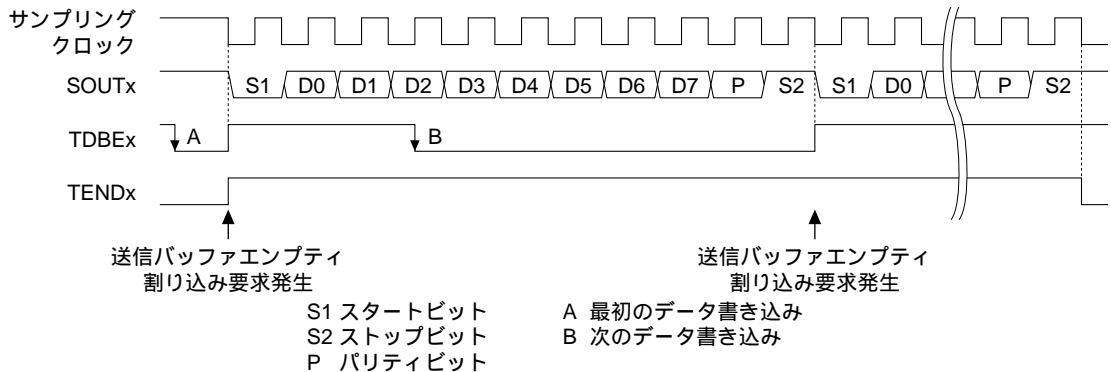 サンプリング
クロック
SOUTx S1 D0 D1 D2 D3 D4 D5 D6 D7 P S2 S1 D0 P S2
TDBEx A B
TENDx
送信バッファエンプティ 送信バッファエンプティ
割り込み要求発生 割り込み要求発生
S1 スタートビット A 最初のデータ書き込み
S2 ストップビット B 次のデータ書き込み
P パリティビット